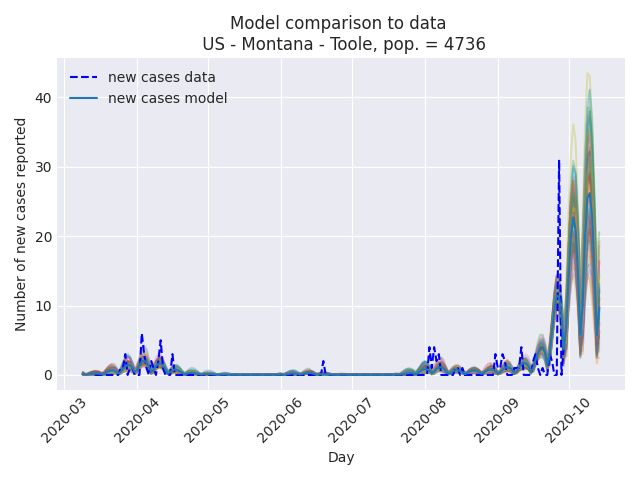 Model comparison to data
US - Montana - Toole, pop. = 4736
new cases data
new cases model
Number of new cases reported
40
30
20
10
0
2020-03
2020-04
2020-05
2020-06
2020-07
2020-08
2020-09
2020-10
Day